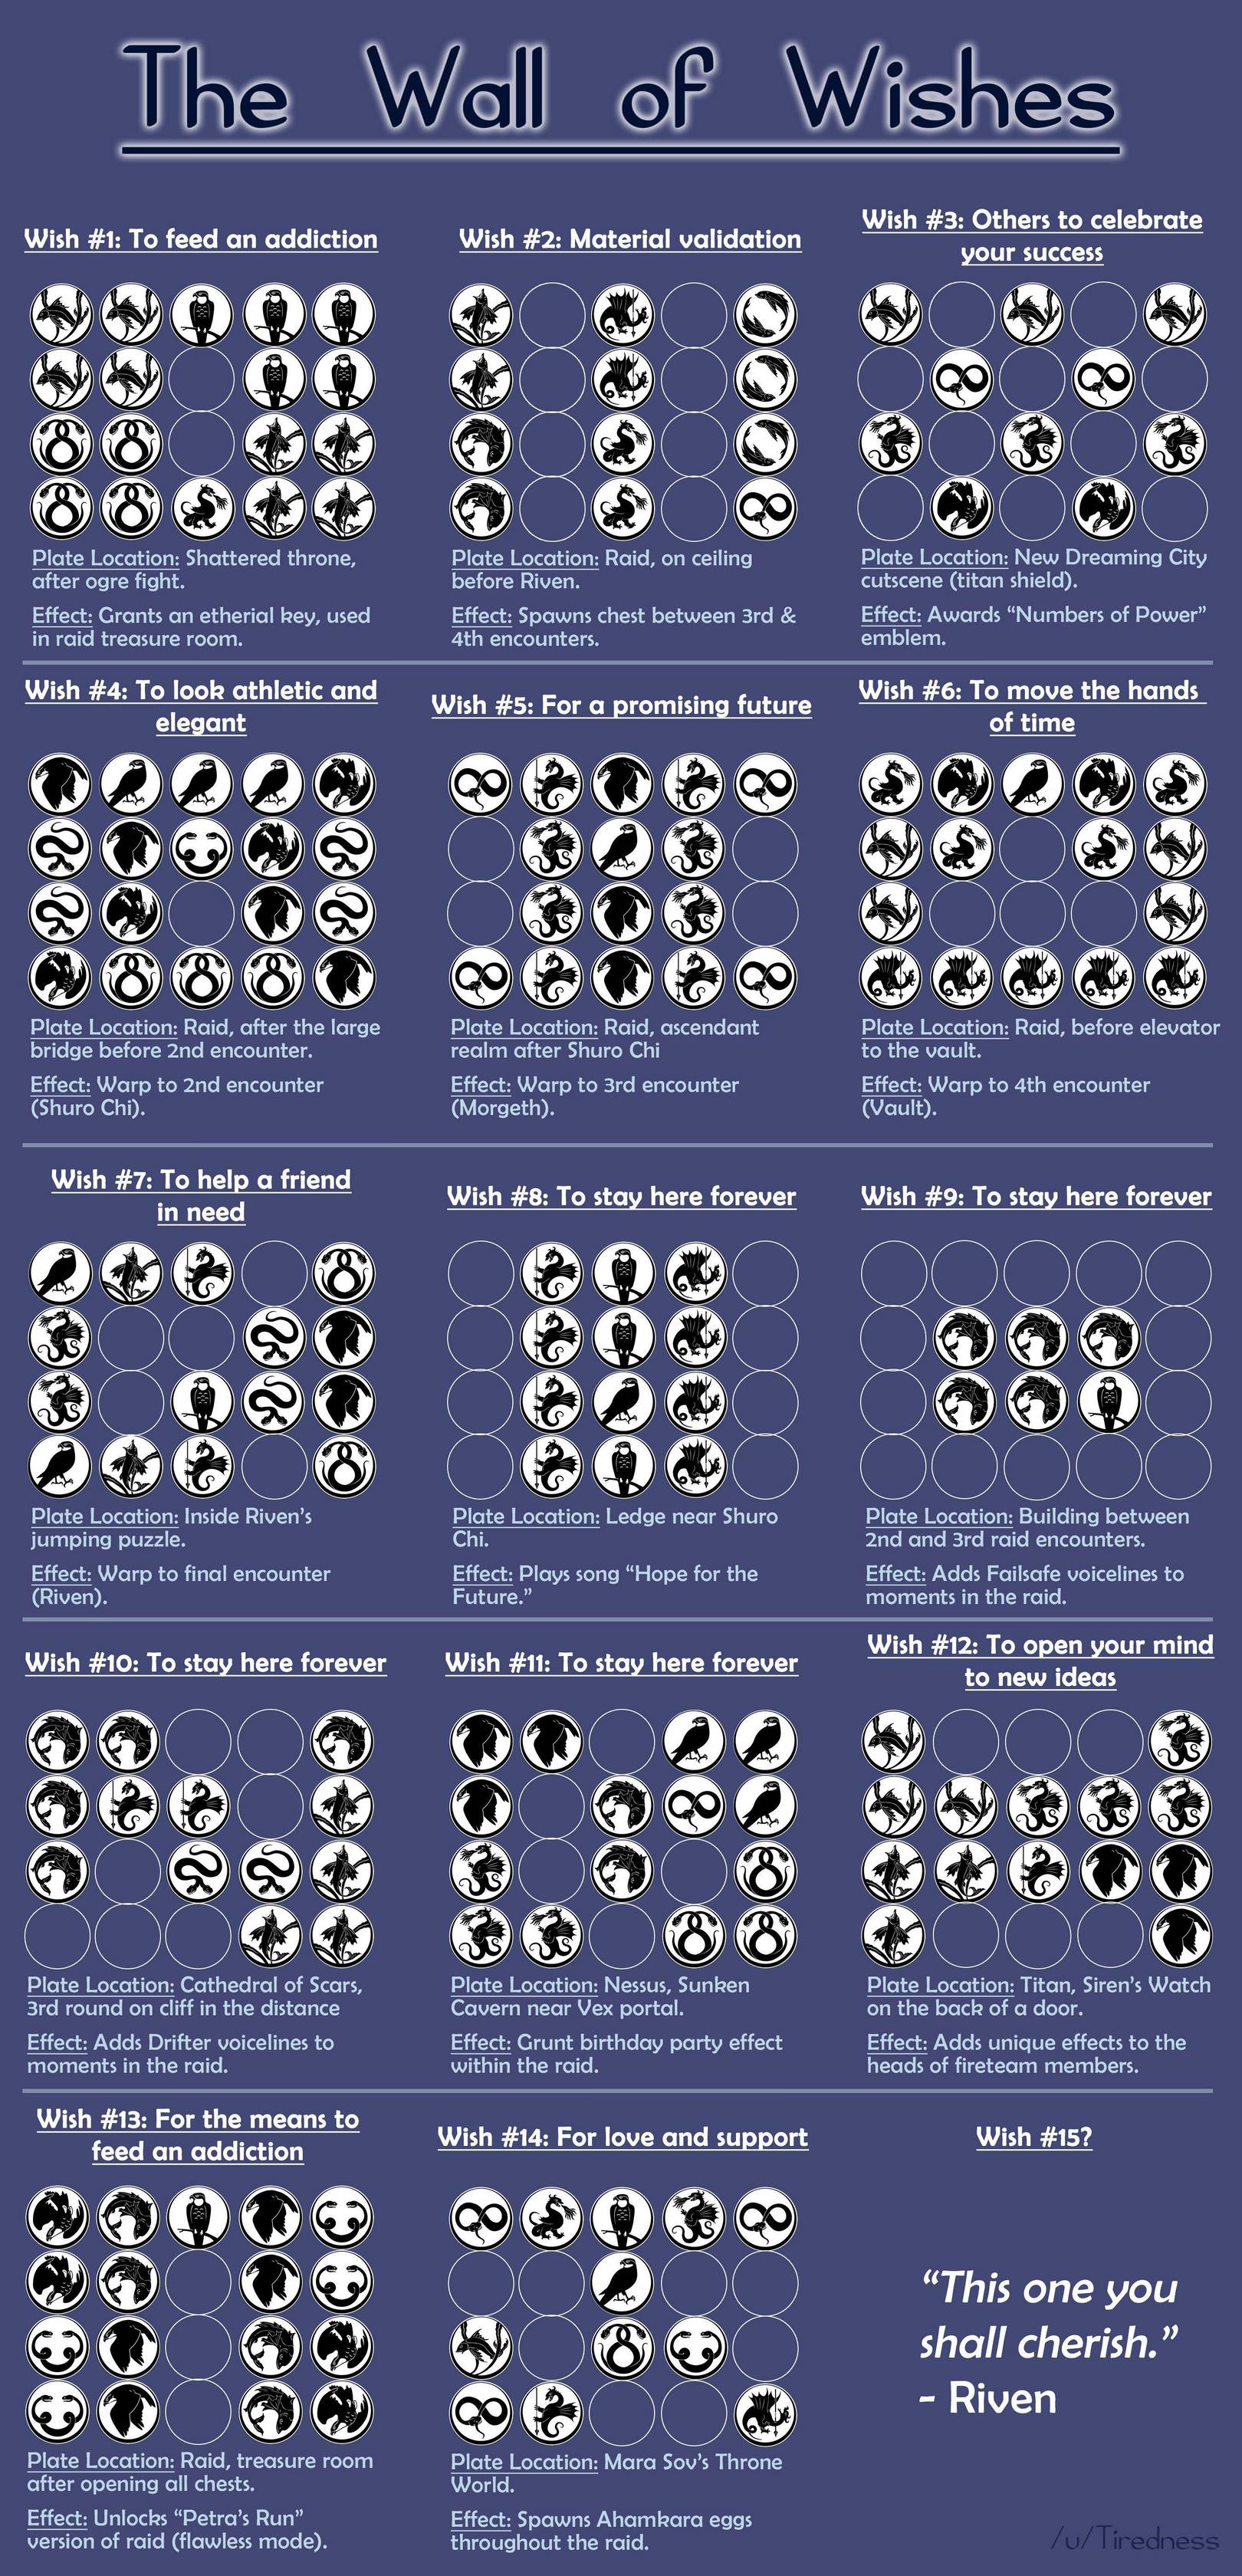 The Wall of Wishes
Wish #1: To feed an addiction
Plate Location: Shattered throne,
after ogre fight.
Effect: Grants an etherial key, used
in raid treasure room.
Wish #2: Material validation
Plate Location: Raid, on ceiling
before Riven.
Effect: Spawns chest between 3rd &
4th encounters.
Wish #3: Others to celebrate
your success
Plate Location: New Dreaming City
cutscene (titan shield).
Effect: Awards “Numbers of Power”
emblem.
Wish #4: To look athletic and
elegant
Plate Location: Raid, after the large
bridge before 2nd encounter.
Effect: Warp to 2nd encounter
(Shuro Chi).
Wish #5: For a promising future
Plate Location: Raid, ascendant
realm after Shuro Chi
Effect: Warp to 3rd encounter
(Morgeth).
Wish #6: To move the hands
of time
Plate Location: Raid, before elevator
to the vault.
Effect: Warp to 4th encounter
(Vault).
Wish #7: To help a friend
in need
Plate Location: Inside Riven’s
jumping puzzle.
Effect: Warp to final encounter
(Riven).
Wish #8: To stay here forever
Plate Location: Ledge near Shuro
Chi.
Effect: Plays song “Hope for the
Future.”
Wish #9: To stay here forever
Plate Location: Building between
2nd and 3rd raid encounters.
Effect: Adds Failsafe voicelines to
moments in the raid.
Wish #10: To stay here forever
Plate Location: Cathedral of Scars,
3rd round on cliff in the distance
Effect: Adds Drifter voicelines to
moments in the raid.
Wish #11: To stay here forever
Plate Location: Nessus, Sunken
Cavern near Vex portal.
Effect: Grunt birthday party effect
within the raid.
Wish #12: To open your mind
to new ideas
Plate Location: Titan, Siren’s Watch
on the back of a door.
Effect: Adds unique effects to the
heads of fireteam members.
Wish #13: For the means to
feed an addiction
Plate Location: Raid, treasure room
after opening all chests.
Effect: Unlocks “Petra’s Run”
version of raid (flawless mode).
Wish #14: For love and support
Plate Location: Mara Sov’s Throne
World.
Effect: Spawns Ahamkara eggs
throughout the raid.
Wish #15?
“This one you
shall cherish.”
- Riven
/u/Tiredness